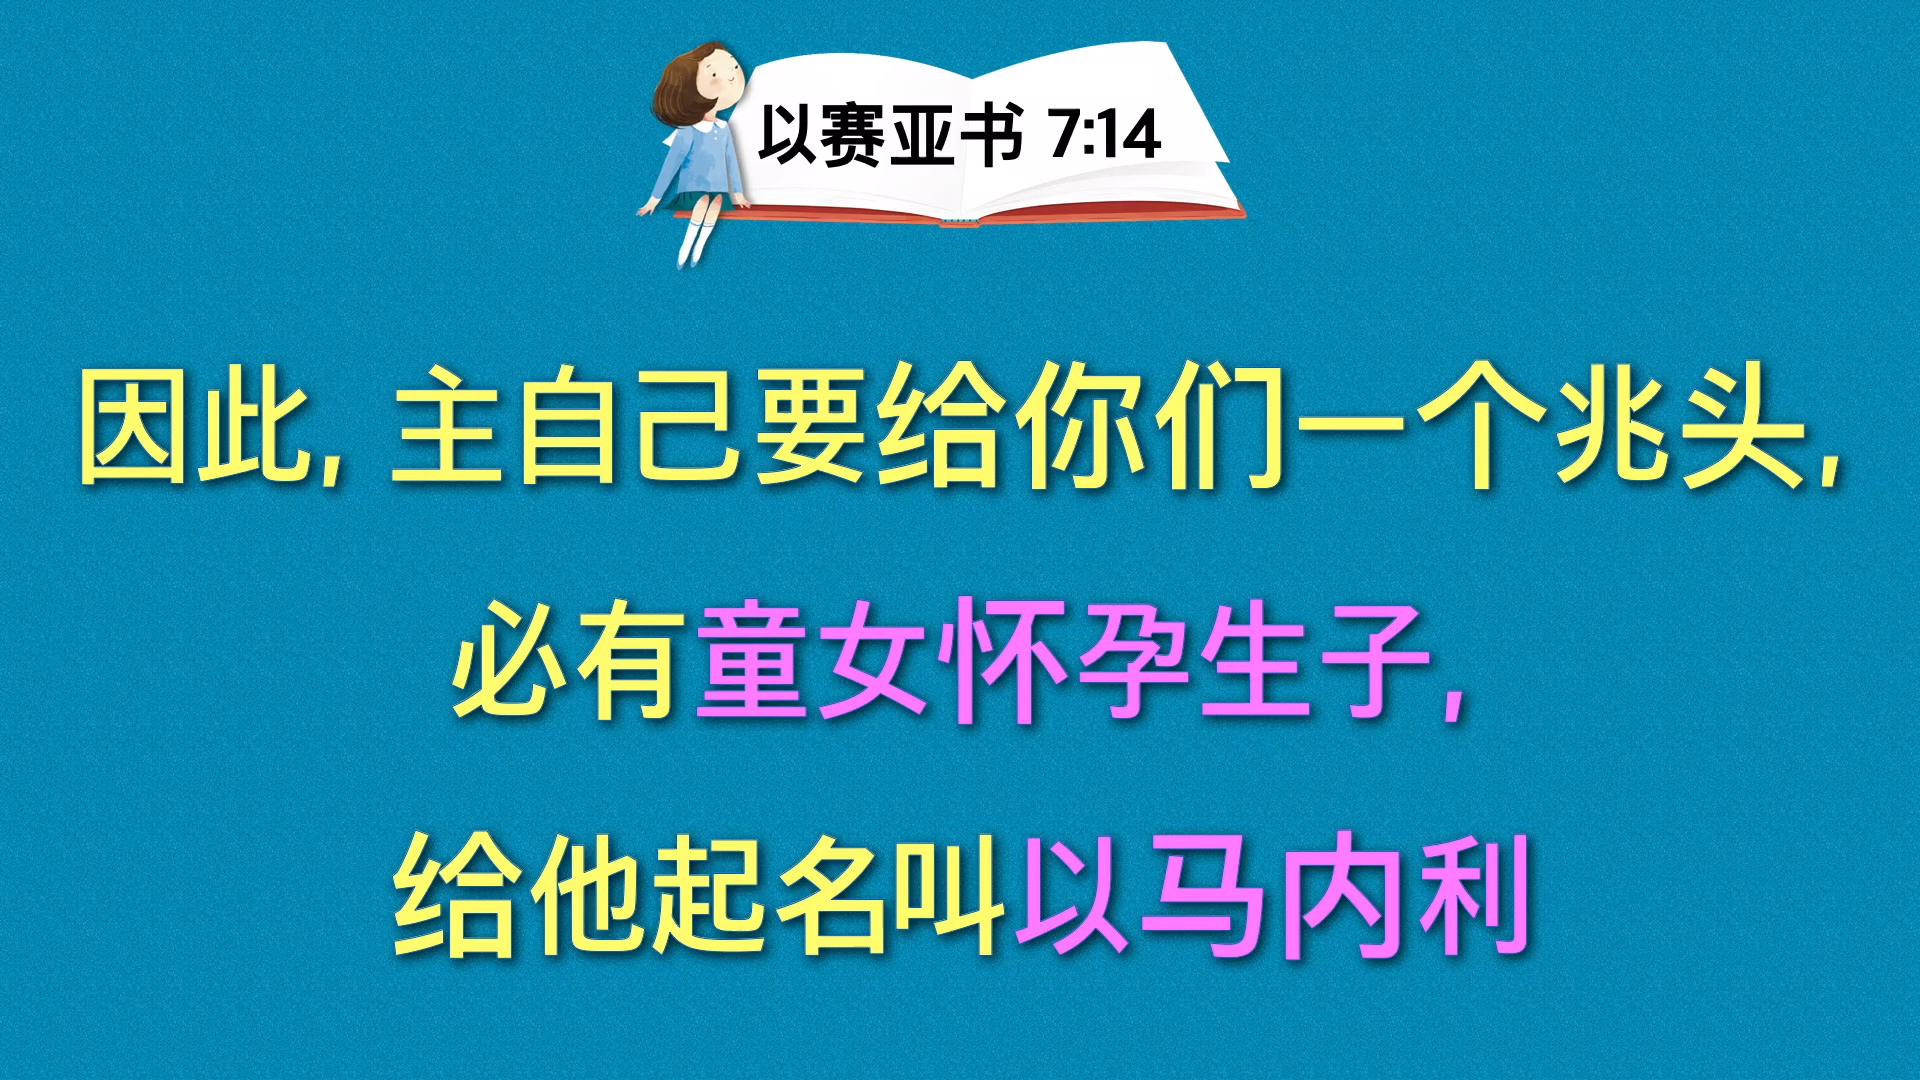 以赛亚书 7:14
因此, 主自己要给你们一个兆头,
必有童女怀孕生子,
给他起名叫以马内利